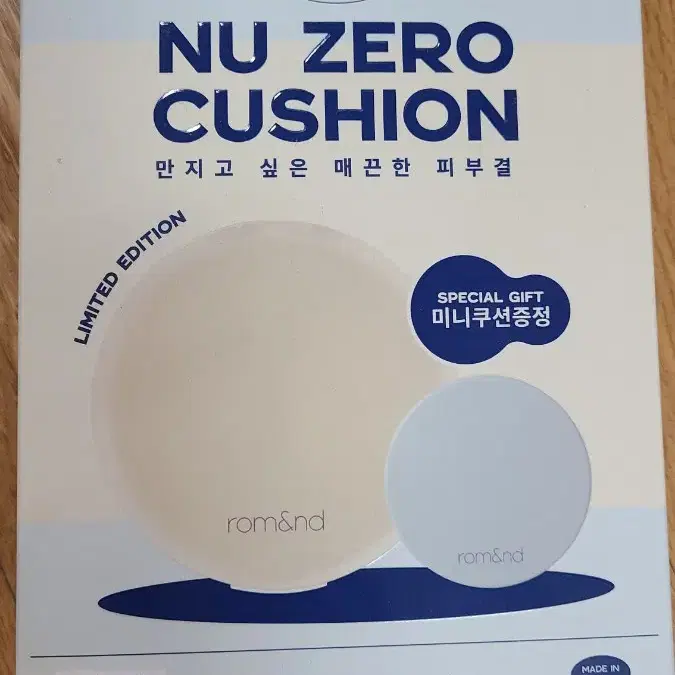 NU ZERO
CUSHION
만지고 싶은 매끈한 피부결
LIMITED EDITION
SPECIAL GIFT
미니쿠션증정
rom&nd
rom&nd
MADE IN